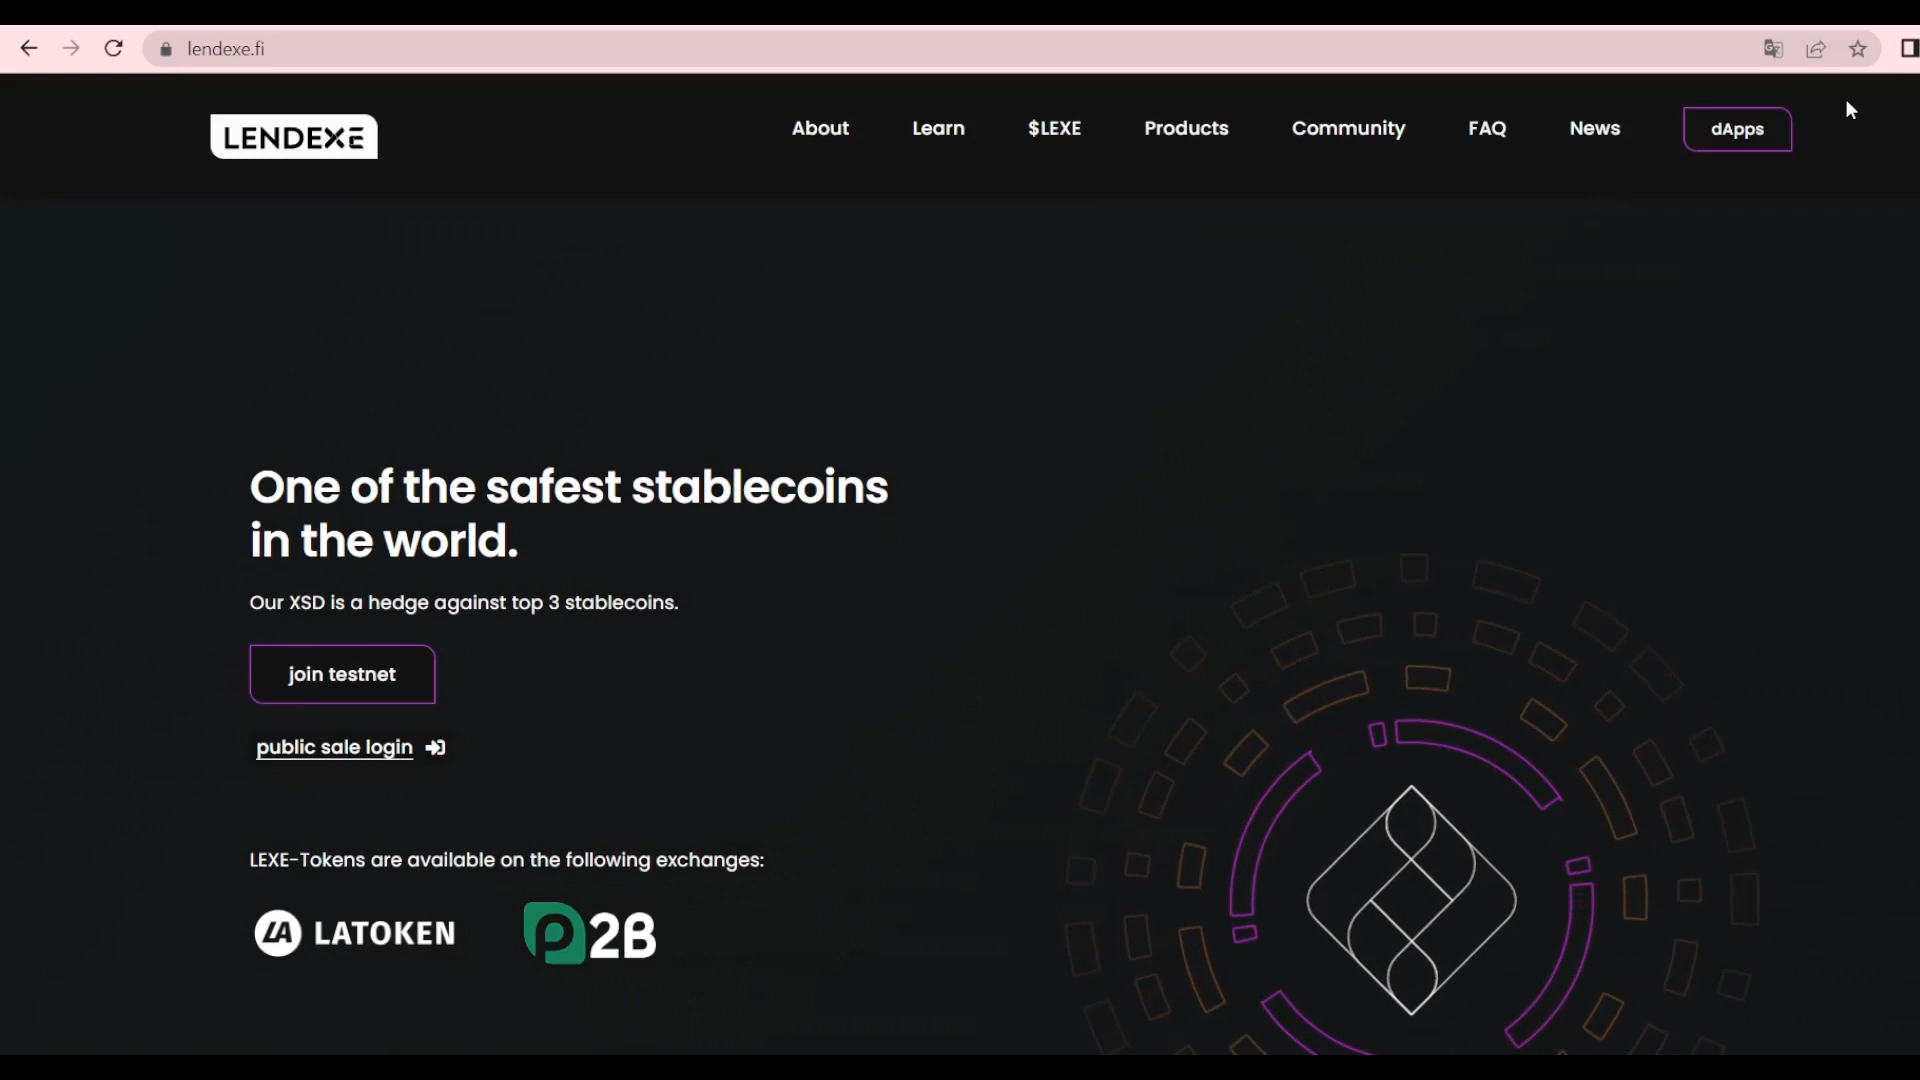 lendexe.fi
LENDEXE
About Learn $LEXE Products Community FAQ News dApps
One of the safest stablecoins
in the world.
Our XSD is a hedge against top 3 stablecoins.
join testnet
public sale login
LEXE-Tokens are available on the following exchanges:
LA LATOKEN P2B